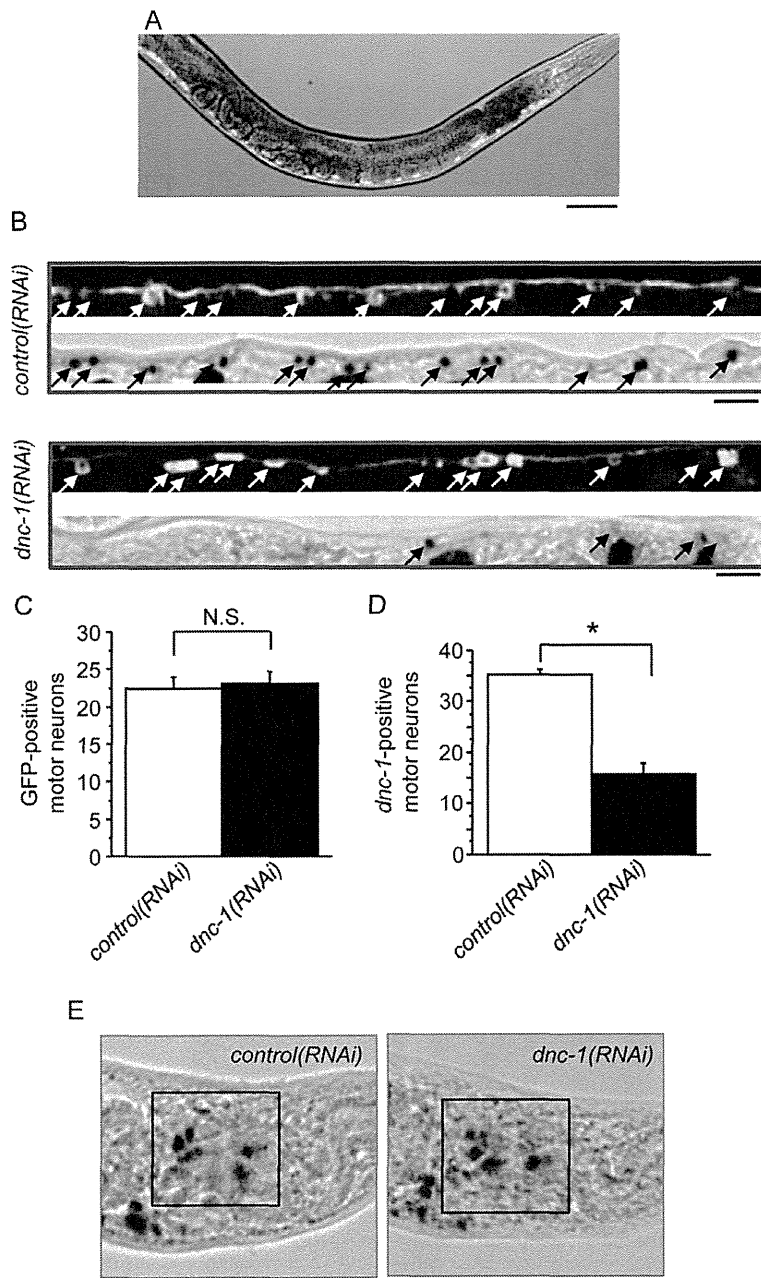 A
B
control(RNAi)
dnc-1(RNAi)
C
N.S.
GFP-positive
motor neurons
30
25
20
15
10
5
0
control(RNAi)
dnc-1(RNAi)
D
*
dnc-1-positive
motor neurons
40
30
20
10
0
control(RNAi)
dnc-1(RNAi)
E
control(RNAi)
dnc-1(RNAi)